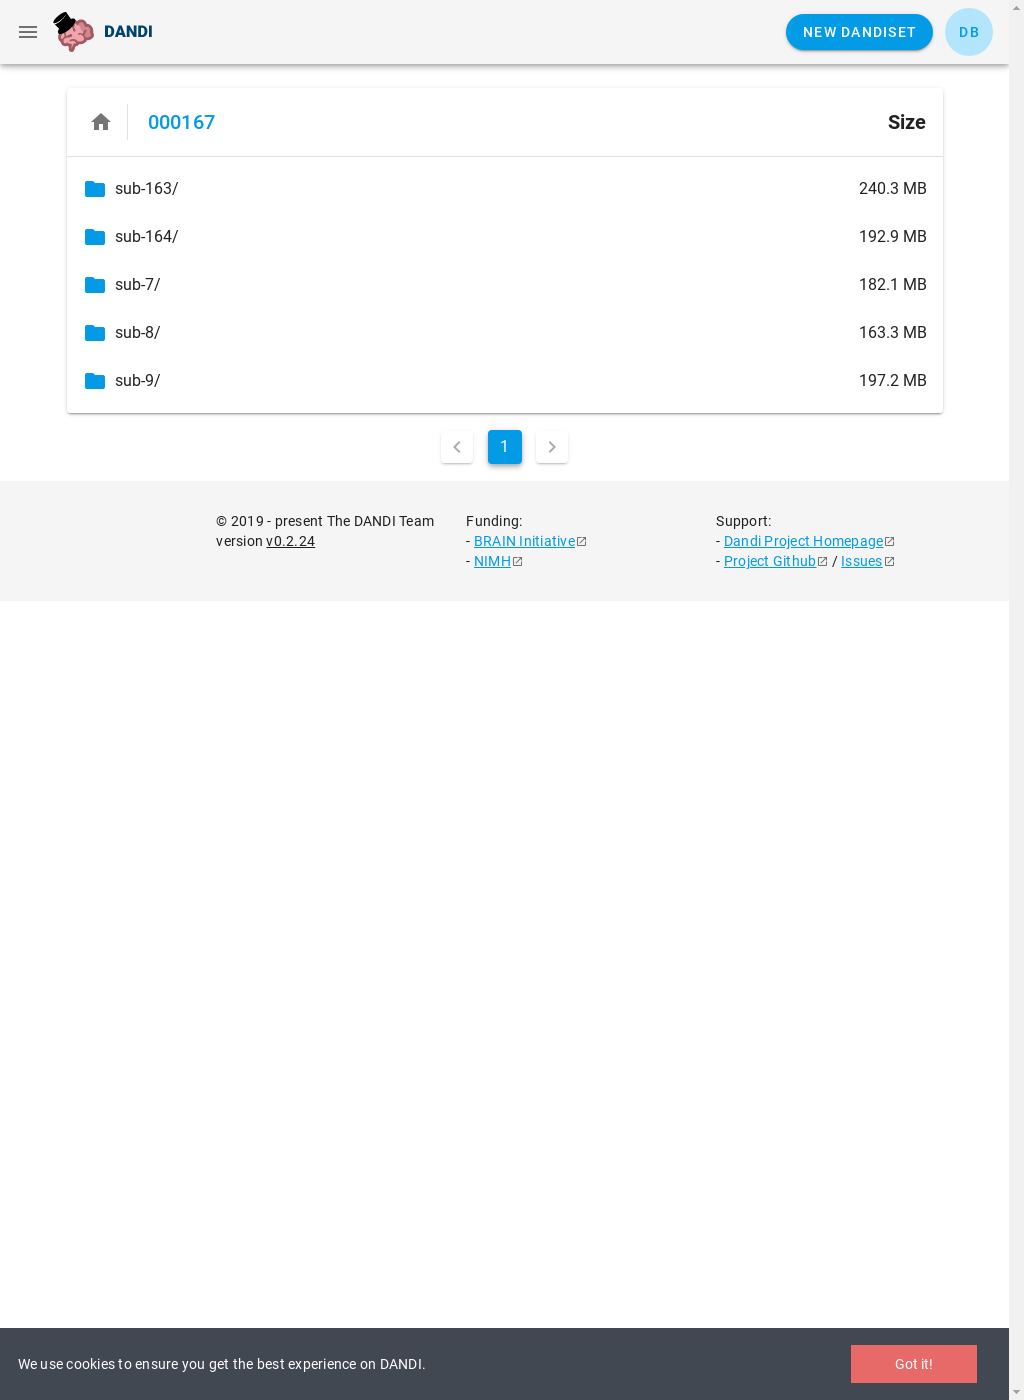 DANDI
NEW DANDISET
DB
000167
Size
sub-163/
240.3 MB
sub-164/
192.9 MB
sub-7/
182.1 MB
sub-8/
163.3 MB
sub-9/
197.2 MB
1
© 2019 - present The DANDI Team
version v0.2.24
Funding:
- BRAIN Initiative
- NIMH
Support:
- Dandi Project Homepage
- Project Github / Issues
We use cookies to ensure you get the best experience on DANDI.
Got it!